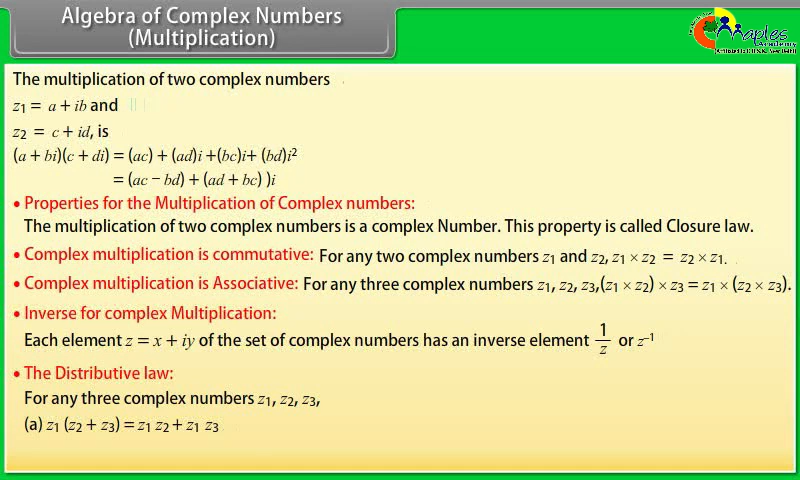 Algebra of Complex Numbers
(Multiplication)
Maples
Academy
The multiplication of two complex numbers
z₁ = a + ib and
z₂ = c + id, is
(a + bi)(c + di) = (ac) + (ad)i +(bc)i+ (bd)i²
= (ac − bd) + (ad + bc) )i
• Properties for the Multiplication of Complex numbers:
The multiplication of two complex numbers is a complex Number. This property is called Closure law.
• Complex multiplication is commutative: For any two complex numbers z₁ and z₂, z₁ × z₂ = z₂ × z₁.
• Complex multiplication is Associative: For any three complex numbers z₁, z₂, z₃,(z₁ × z₂) × z₃ = z₁ × (z₂ × z₃).
• Inverse for complex Multiplication:
Each element z = x + iy of the set of complex numbers has an inverse element 1/z or z⁻¹
• The Distributive law:
For any three complex numbers z₁, z₂, z₃,
(a) z₁ (z₂ + z₃) = z₁ z₂ + z₁ z₃